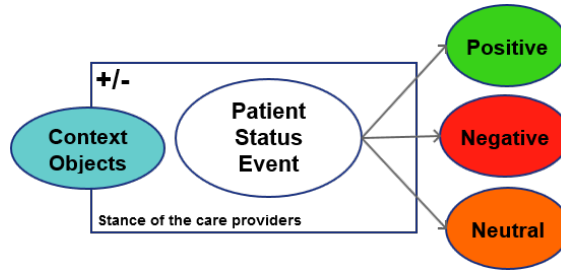 +/-
Context
Objects
Patient
Status
Event
Stance of the care providers
Positive
Negative
Neutral